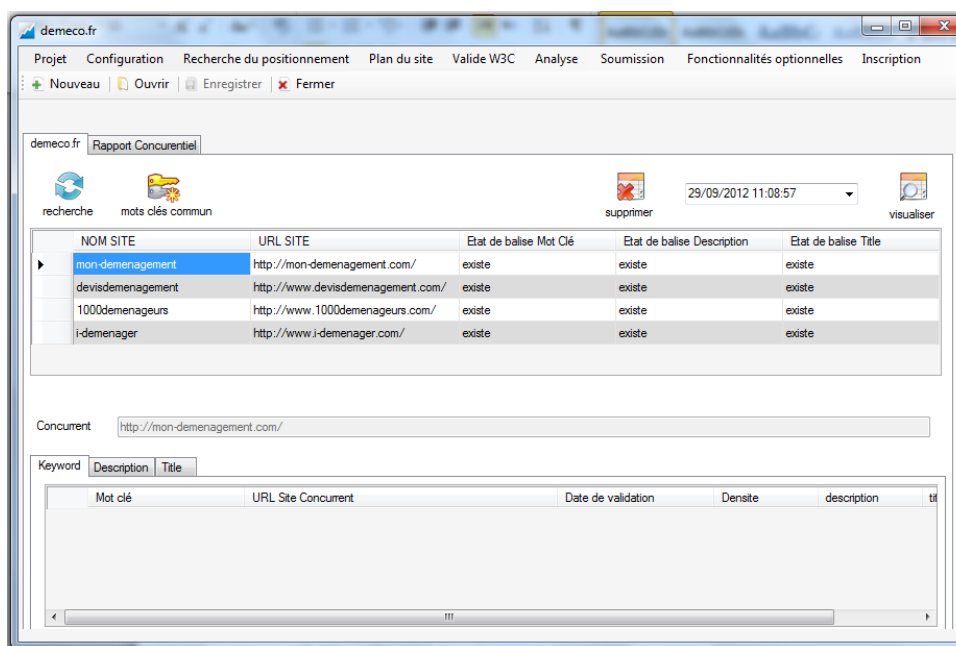 demeco.fr
Projet Configuration Recherche du positionnement Plan du site Valide W3C Analyse Soumission Fonctionnalités optionnelles Inscription
Nouveau Ouvrir Enregistrer Fermer
demeco.fr Rapport Concurentiel
29/09/2012 11:08:57
recherche mots clés commun supprimer visualiser
NOM SITE URL SITE Etat de balise Mot Clé Etat de balise Description Etat de balise Title
mon-demenagement http://mon-demenagement.com/ existe existe existe
devisdemenagement http://www.devisdemenagement.com/ existe existe existe
1000demenageurs http://www.1000demenageurs.com/ existe existe existe
i-demenager http://www.i-demenager.com/ existe existe existe
Concurrent http://mon-demenagement.com/
Keyword Description Title
Mot clé URL Site Concurrent Date de validation Densite description tit